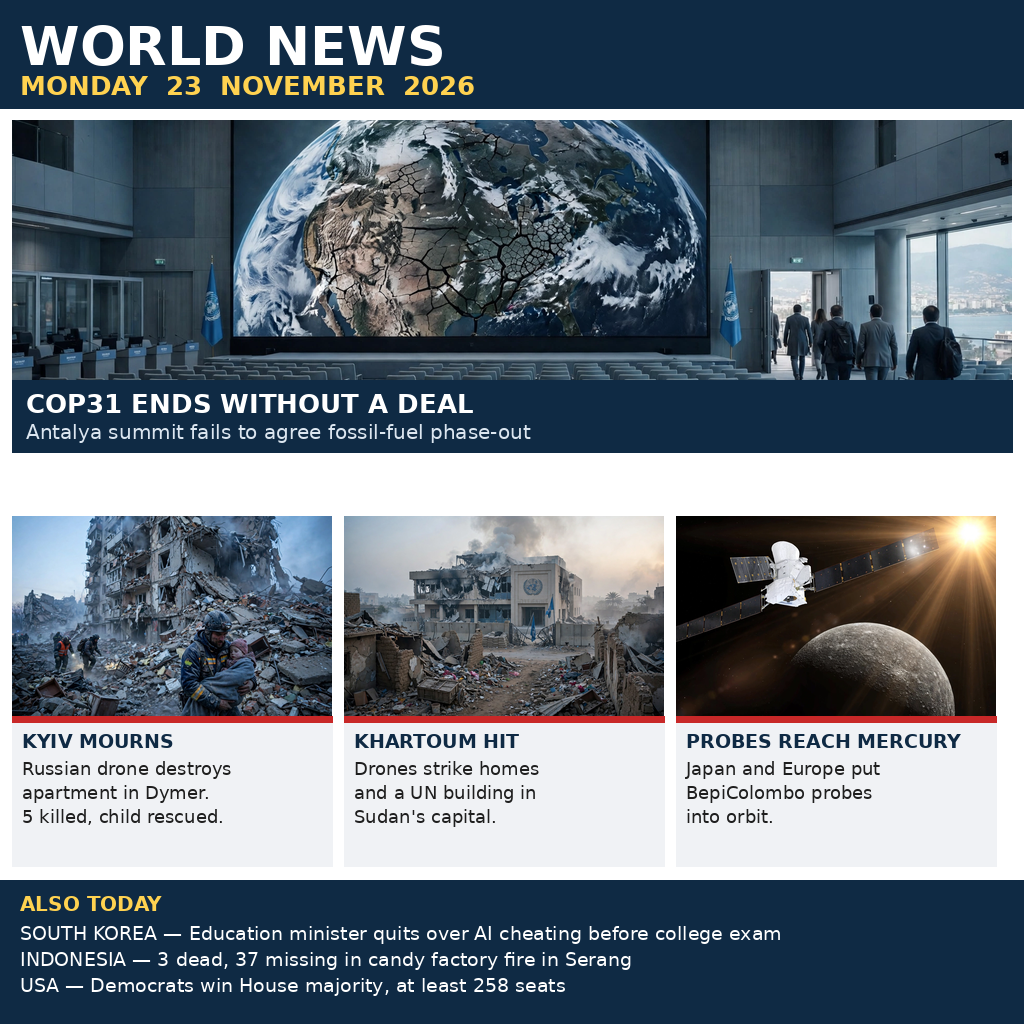 WORLD NEWS
MONDAY 23 NOVEMBER 2026
COP31 ENDS WITHOUT A DEAL
Antalya summit fails to agree fossil-fuel phase-out
KYIV MOURNS
Russian drone destroys
apartment in Dymer.
5 killed, child rescued.
KHARTOUM HIT
Drones strike homes
and a UN building in
Sudan's capital.
PROBES REACH MERCURY
Japan and Europe put
BepiColombo probes
into orbit.
ALSO TODAY
SOUTH KOREA — Education minister quits over AI cheating before college exam
INDONESIA — 3 dead, 37 missing in candy factory fire in Serang
USA — Democrats win House majority, at least 258 seats